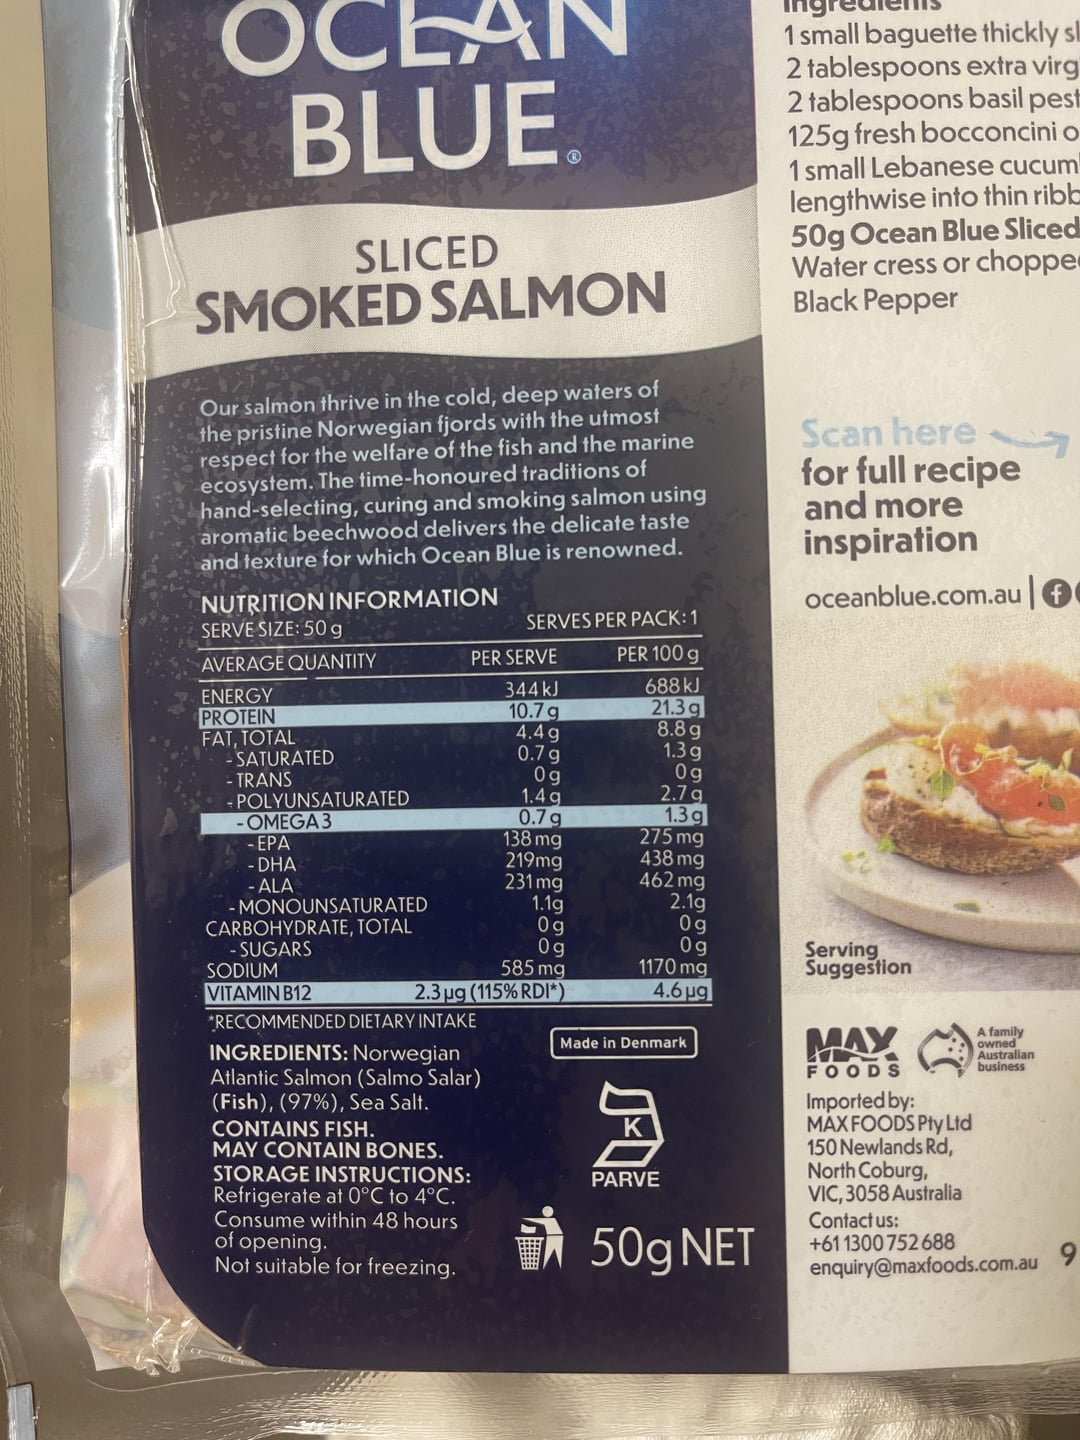 OCEAN
BLUE®
SLICED
SMOKED SALMON
Our salmon thrive in the cold, deep waters of
the pristine Norwegian fjords with the utmost
respect for the welfare of the fish and the marine
ecosystem. The time-honoured traditions of
hand-selecting, curing and smoking salmon using
aromatic beechwood delivers the delicate taste
and texture for which Ocean Blue is renowned.
NUTRITION INFORMATION
SERVE SIZE: 50 g SERVES PER PACK: 1
AVERAGE QUANTITY PER SERVE PER 100 g
ENERGY 344 kJ 688 kJ
PROTEIN 10.7 g 21.3 g
FAT, TOTAL 4.4 g 8.8 g
- SATURATED 0.7 g 1.3 g
- TRANS 0 g 0 g
- POLYUNSATURATED 1.4 g 2.7 g
- OMEGA 3 0.7 g 1.3 g
- EPA 138 mg 275 mg
- DHA 219mg 438 mg
- ALA 231 mg 462 mg
- MONOUNSATURATED 1.1g 2.1g
CARBOHYDRATE, TOTAL 0 g 0 g
- SUGARS 0 g 0 g
SODIUM 585 mg 1170 mg
VITAMIN B12 2.3 µg (115% RDI*) 4.6 µg
*RECOMMENDED DIETARY INTAKE
Made in Denmark
INGREDIENTS: Norwegian
Atlantic Salmon (Salmo Salar)
(Fish), (97%), Sea Salt.
CONTAINS FISH.
MAY CONTAIN BONES.
STORAGE INSTRUCTIONS:
Refrigerate at 0°C to 4°C.
Consume within 48 hours
of opening.
Not suitable for freezing.
K
PARVE
50g NET
Ingredients
1 small baguette thickly
2 tablespoons extra
2 tablespoons basil
125g fresh bocconcini
1 small Lebanese
lengthwise into thin
50g Ocean Blue Sliced
Water cress or
Black Pepper
Scan here
for full recipe
and more
inspiration
oceanblue.com.au |
Serving
Suggestion
MAX
FOODS
A family
owned
Australian
business
Imported by:
MAX FOODS Pty Ltd
150 Newlands Rd,
North Coburg,
VIC, 3058 Australia
Contact us:
+61 1300 752 688
enquiry@maxfoods.com.au
9